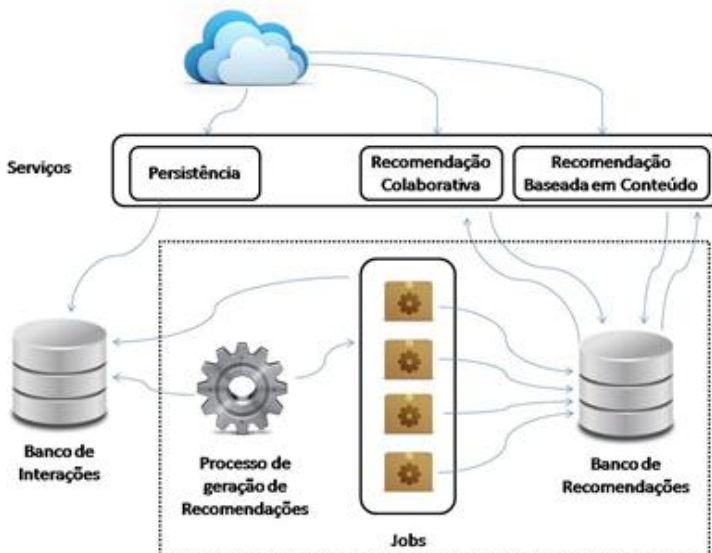 Serviços
Persistência
Recomendação
Colaborativa
Recomendação
Baseada em Conteúdo
Banco de
Interações
Processo de
geração de
Recomendações
Jobs
Banco de
Recomendações